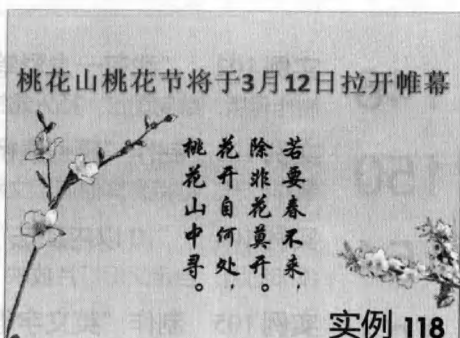 桃花山桃花节将于3月12日拉开帷幕
若要春不来，
除非花莫开。
花开自何处，
桃花山中寻。
实例 118